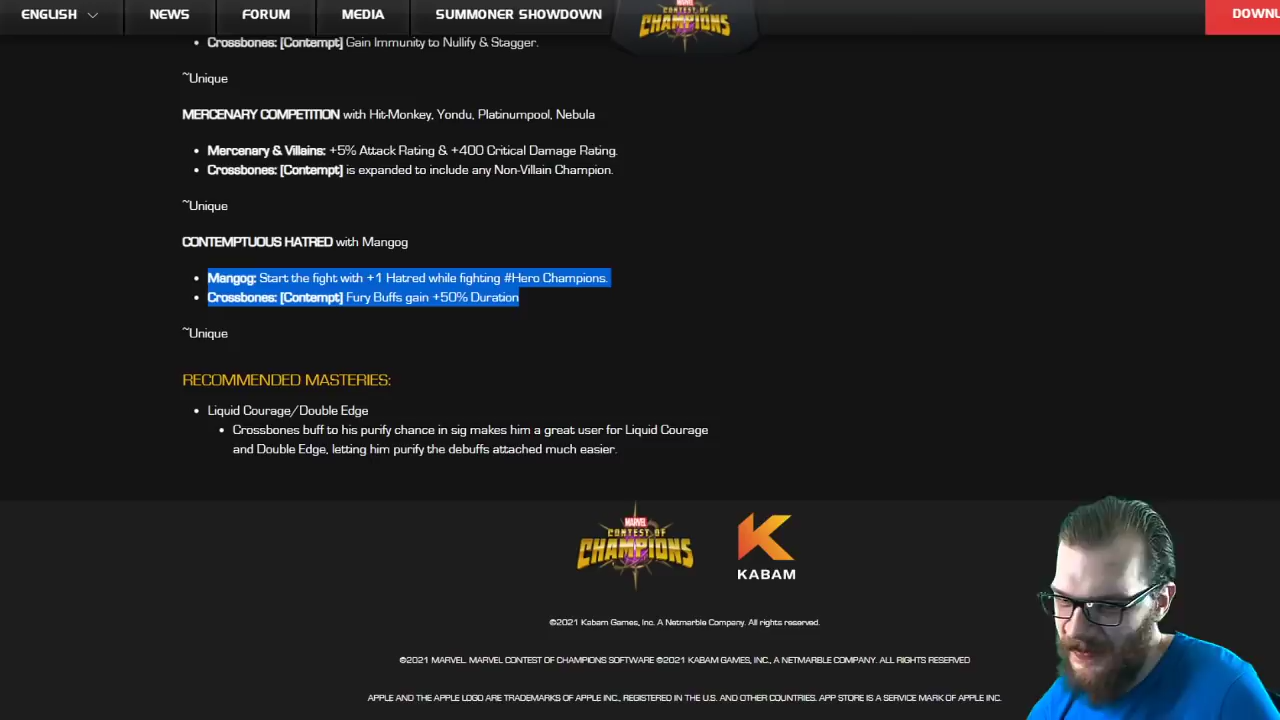 ENGLISH NEWS FORUM MEDIA SUMMONER SHOWDOWN MARVEL CONTEST OF CHAMPIONS DOWNL
Crossbones: [Contempt] Gain Immunity to Nullify & Stagger.
~Unique
MERCENARY COMPETITION with Hit-Monkey, Yondu, Platinumpool, Nebula
Mercenary & Villains: +5% Attack Rating & +400 Critical Damage Rating.
Crossbones: [Contempt] is expanded to include any Non-Villain Champion.
~Unique
CONTEMPTUOUS HATRED with Mangog
Mangog: Start the fight with +1 Hatred while fighting #Hero Champions.
Crossbones: [Contempt] Fury Buffs gain +50% Duration
~Unique
RECOMMENDED MASTERIES:
Liquid Courage/Double Edge
Crossbones buff to his purify chance in sig makes him a great user for Liquid Courage
and Double Edge, letting him purify the debuffs attached much easier.
MARVEL
CONTEST OF
CHAMPIONS
KABAM
©2021 Kabam Games, Inc. A Netmarble Company. All rights reserved.
©2021 MARVEL MARVEL CONTEST OF CHAMPIONS SOFTWARE ©2021 KABAM GAMES, INC., A NETMARBLE COMPANY. ALL RIGHTS RESERVED
APPLE AND THE APPLE LOGO ARE TRADEMARKS OF APPLE INC., REGISTERED IN THE U.S. AND OTHER COUNTRIES. APP STORE IS A SERVICE MARK OF APPLE INC.